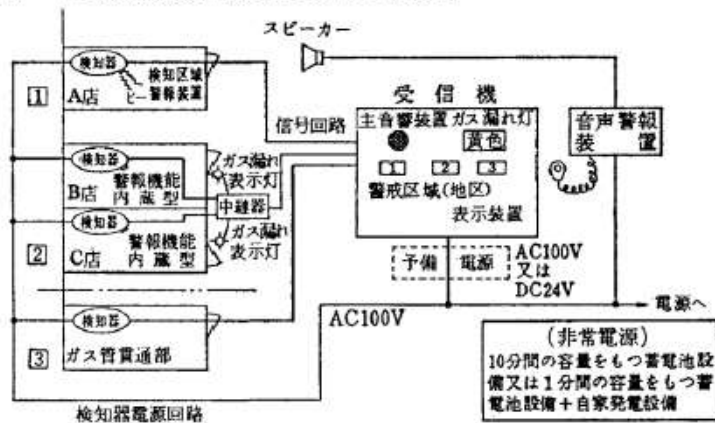 スピーカー
検知器
検知区域
警報装置
ビー
1
A店
受信機
主音響装置 ガス漏れ灯
黄色
1 2 3
警戒区域(地区)
表示装置
信号回路
音声警報
装置
検知器
B店
警報機能
内蔵型
ガス漏れ
表示灯
中継器
2
検知器
C店
警報機能
内蔵型
ガス漏れ
表示灯
予備電源
AC100V
又は
DC24V
AC100V
電源へ
検知器
3
ガス管貫通部
検知器電源回路
(非常電源)
10分間の容量をもつ蓄電池設
備又は1分間の容量をもつ蓄
電池設備+自家発電設備